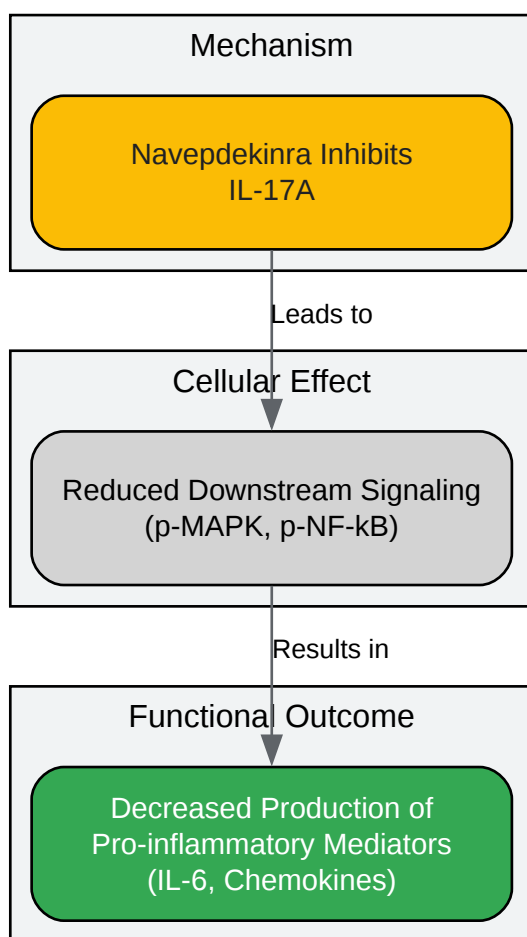 Mechanism
Navepdekinra Inhibits
IL-17A
Leads to
Cellular Effect
Reduced Downstream Signaling
(p-MAPK, p-NF-kB)
Results in
Functional Outcome
Decreased Production of
Pro-inflammatory Mediators
(IL-6, Chemokines)